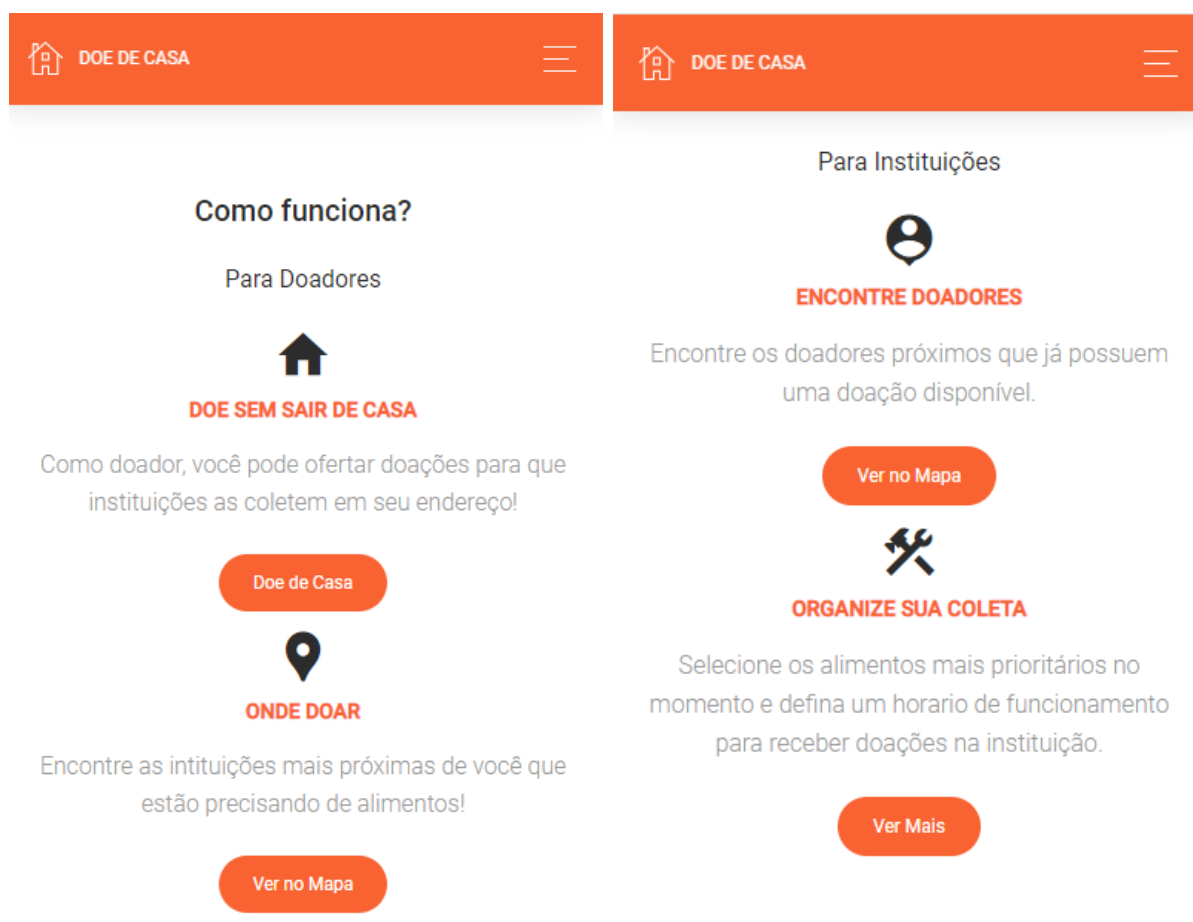 DOE DE CASA
Como funciona?
Para Doadores
DOE SEM SAIR DE CASA
Como doador, você pode ofertar doações para que
instituições as coletem em seu endereço!
Doe de Casa
ONDE DOAR
Encontre as intituições mais próximas de você que
estão precisando de alimentos!
Ver no Mapa
DOE DE CASA
Para Instituições
ENCONTRE DOADORES
Encontre os doadores próximos que já possuem
uma doação disponível.
Ver no Mapa
ORGANIZE SUA COLETA
Selecione os alimentos mais prioritários no
momento e defina um horario de funcionamento
para receber doações na instituição.
Ver Mais